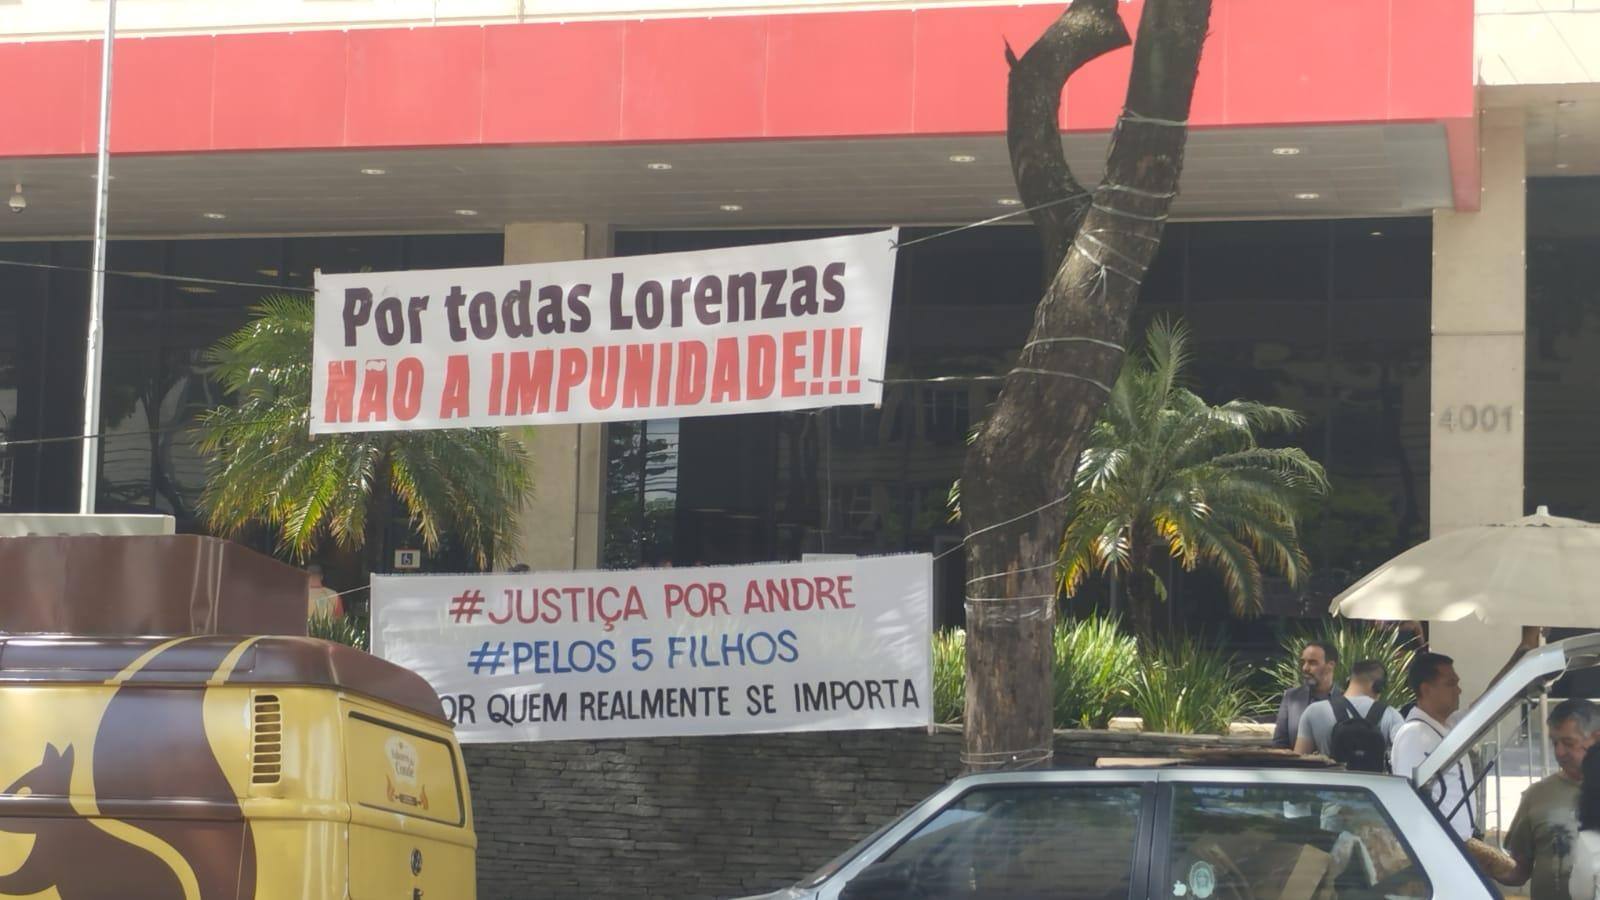 Por todas Lorenzas
NÃO A IMPUNIDADE!!!
4001
#JUSTIÇA POR ANDRE
#PELOS 5 FILHOS
OR QUEM REALMENTE SE IMPORTA